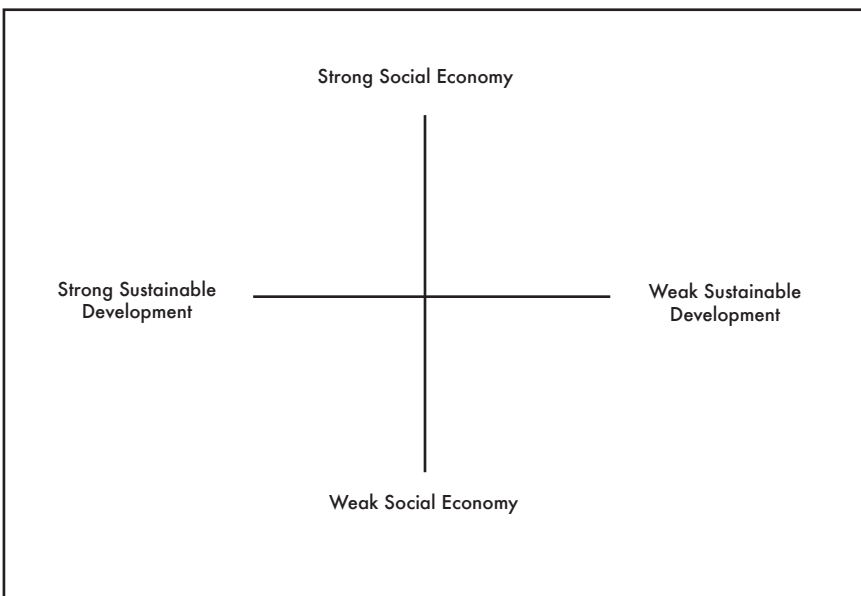 Strong Social Economy
Strong Sustainable
Development
Weak Sustainable
Development
Weak Social Economy